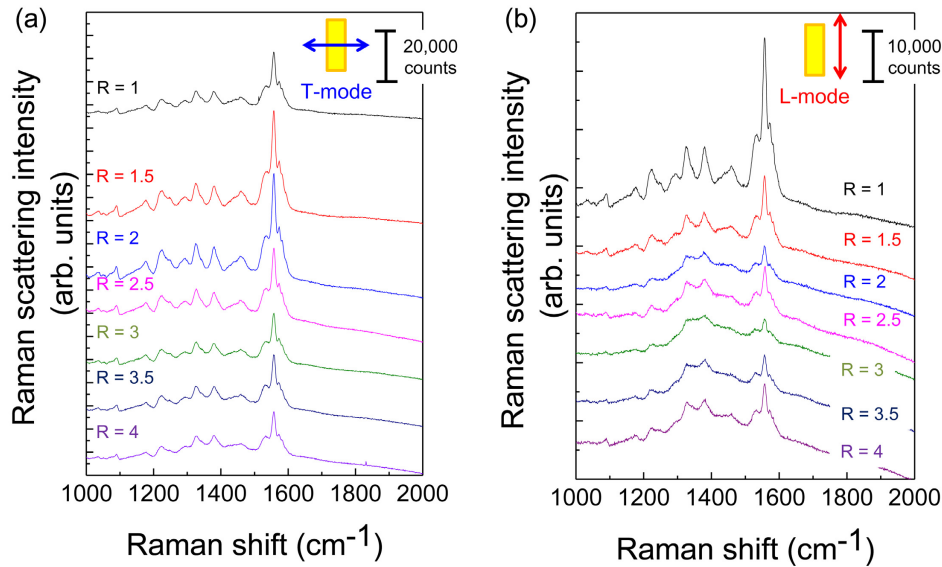 (a)
20,000
counts
T-mode
R = 1
R = 1.5
R = 2
R = 2.5
R = 3
R = 3.5
R = 4
Raman scattering intensity
(arb. units)
1000 1200 1400 1600 1800 2000
Raman shift (cm-1)
(b)
10,000
counts
L-mode
R = 1
R = 1.5
R = 2
R = 2.5
R = 3
R = 3.5
R = 4
Raman scattering intensity
(arb. units)
1000 1200 1400 1600 1800 2000
Raman shift (cm-1)